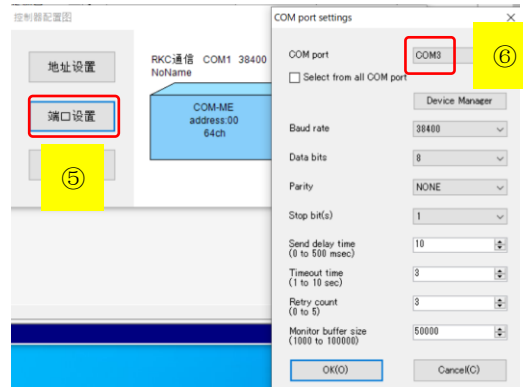 控制器配置图
地址设置
端口设置
⑤
RKC通信 COM1 38400
NoName
COM-ME
address:00
64ch
COM port settings
COM port
COM3
⑥
Select from all COM port
Device Manager
Baud rate
38400
Data bits
8
Parity
NONE
Stop bit(s)
1
Send delay time
(0 to 500 msec)
10
Timeout time
(1 to 10 sec)
3
Retry count
(0 to 5)
3
Monitor buffer size
(1000 to 100000)
50000
OK(O)
Cancel(C)